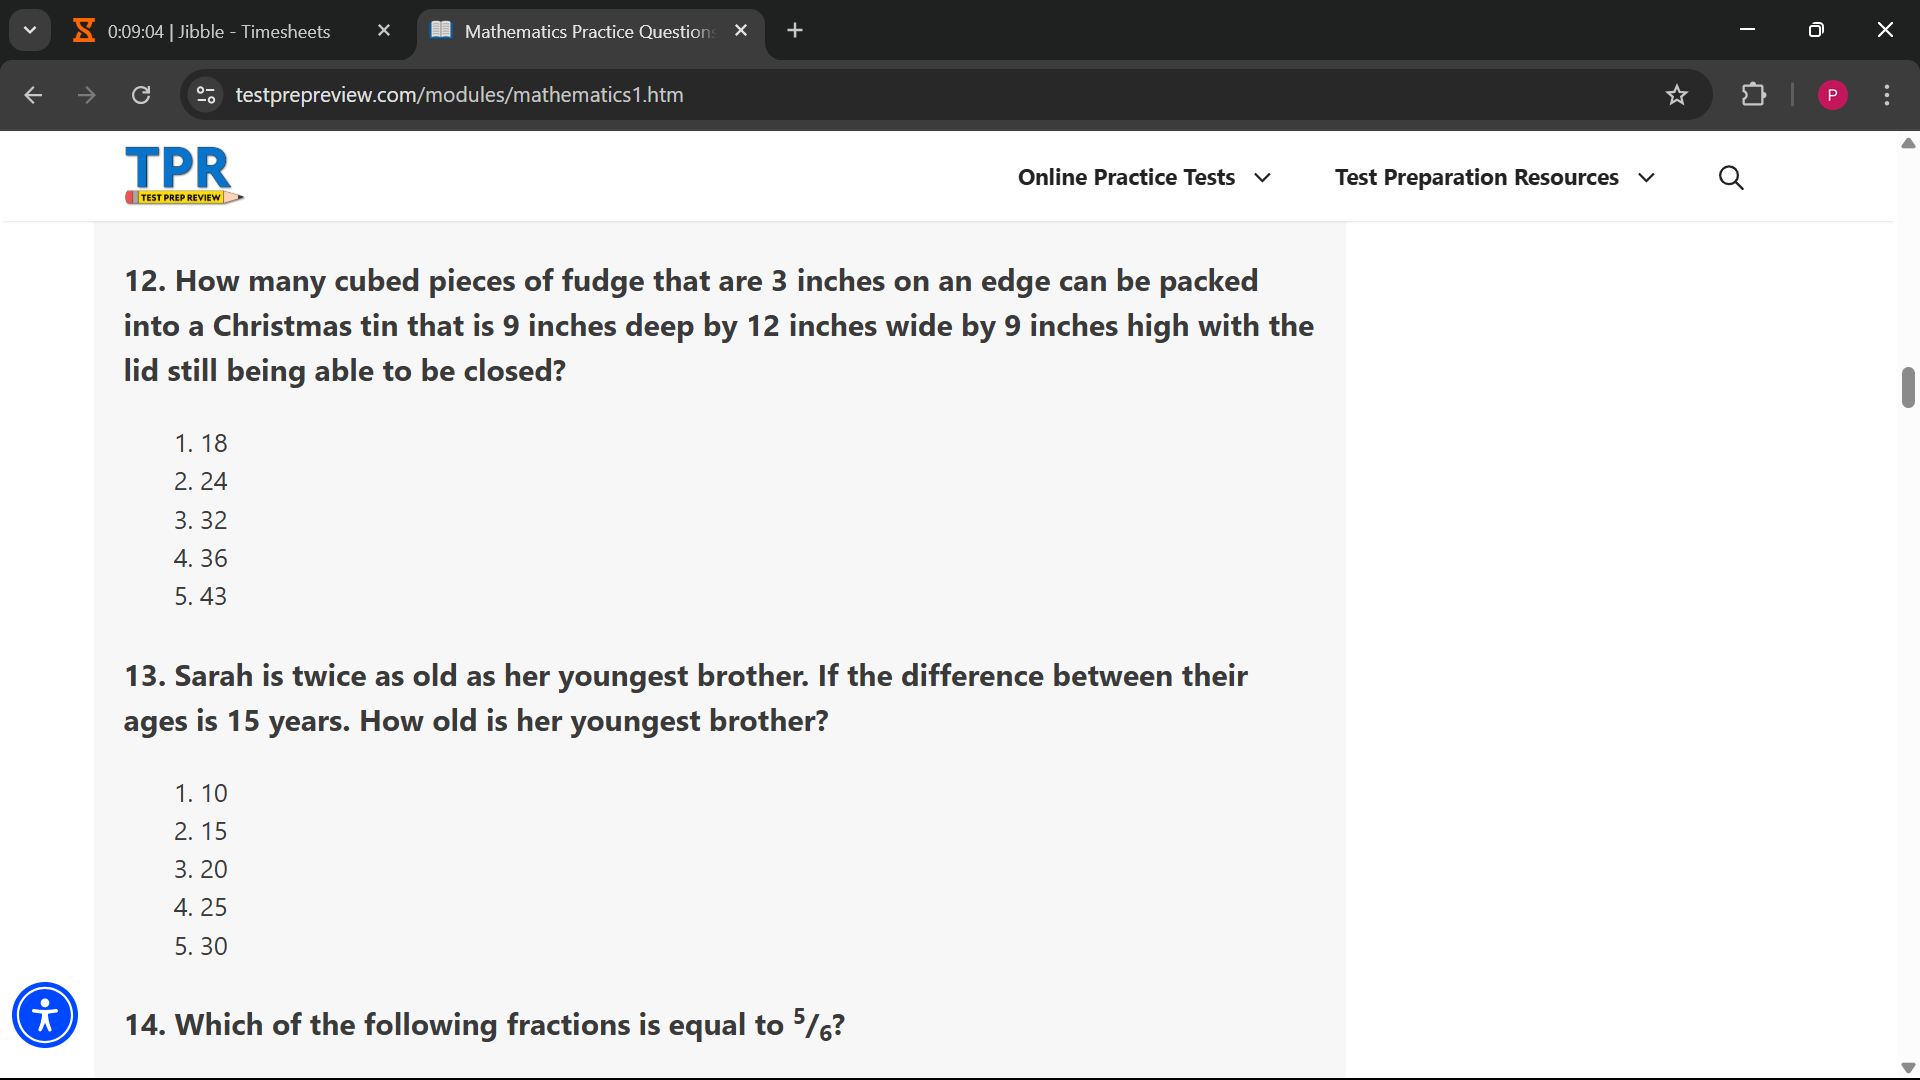 0:09:04 | Jibble - Timesheets
Mathematics Practice Questions
testprepreview.com/modules/mathematics1.htm
P
TPR
TEST PREP REVIEW
Online Practice Tests
Test Preparation Resources
12. How many cubed pieces of fudge that are 3 inches on an edge can be packed
into a Christmas tin that is 9 inches deep by 12 inches wide by 9 inches high with the
lid still being able to be closed?
1. 18
2. 24
3. 32
4. 36
5. 43
13. Sarah is twice as old as her youngest brother. If the difference between their
ages is 15 years. How old is her youngest brother?
1. 10
2. 15
3. 20
4. 25
5. 30
14. Which of the following fractions is equal to 5/6?